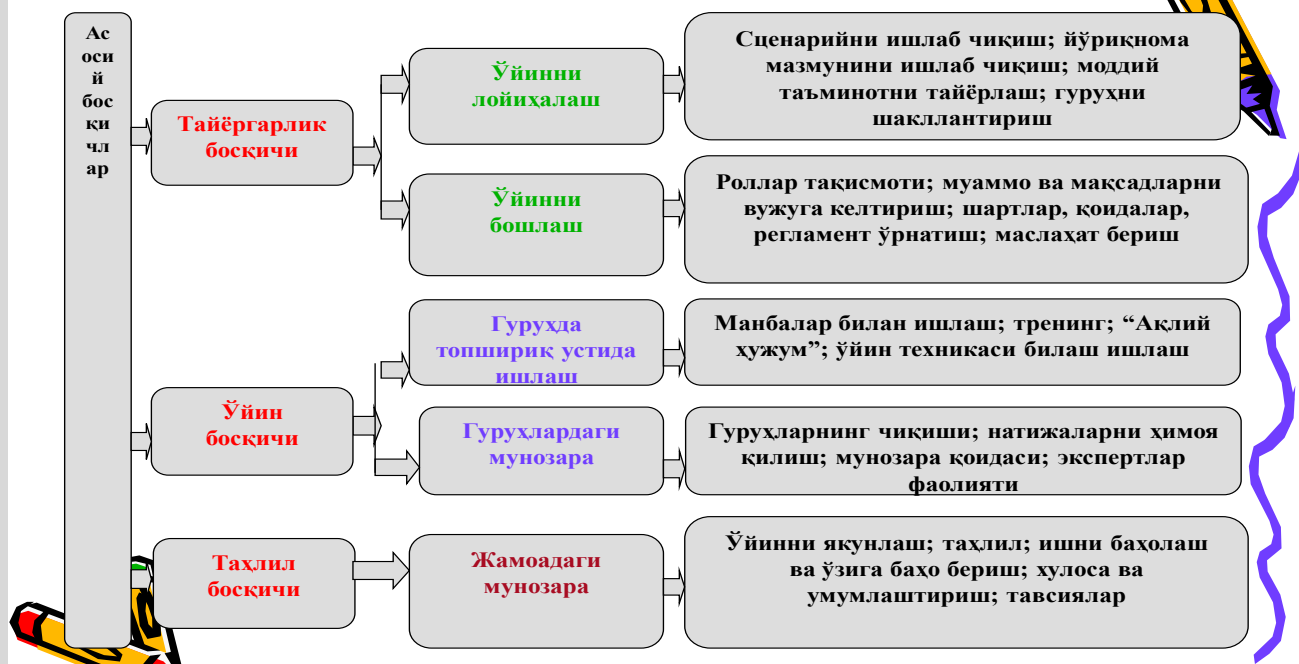 Ас
оси
й
бос
қи
чл
ар
Тайёргарлик
босқичи
Ўйинни
лойиҳалаш
Сценарийни ишлаб чиқиш; йўриқнома
мазмунини ишлаб чиқиш; моддий
таъминотни тайёрлаш; гуруҳни
шакллантириш
Ўйинни
бошлаш
Роллар тақисмоти; муаммо ва мақсадларни
вужуга келтириш; шартлар, қоидалар,
регламент ўрнатиш; маслаҳат бериш
Ўйин
босқичи
Гуруҳда
топшириқ устида
ишлаш
Манбалар билан ишлаш; тренинг; “Ақлий
ҳужум”; ўйин техникаси билаш ишлаш
Гуруҳлардаги
мунозара
Гуруҳларнинг чиқиши; натижаларни ҳимоя
қилиш; мунозара қоидаси; экспертлар
фаолияти
Таҳлил
босқичи
Жамоадаги
мунозара
Ўйинни якунлаш; таҳлил; ишни баҳолаш
ва ўзига баҳо бериш; хулоса ва
умумлаштириш; тавсиялар